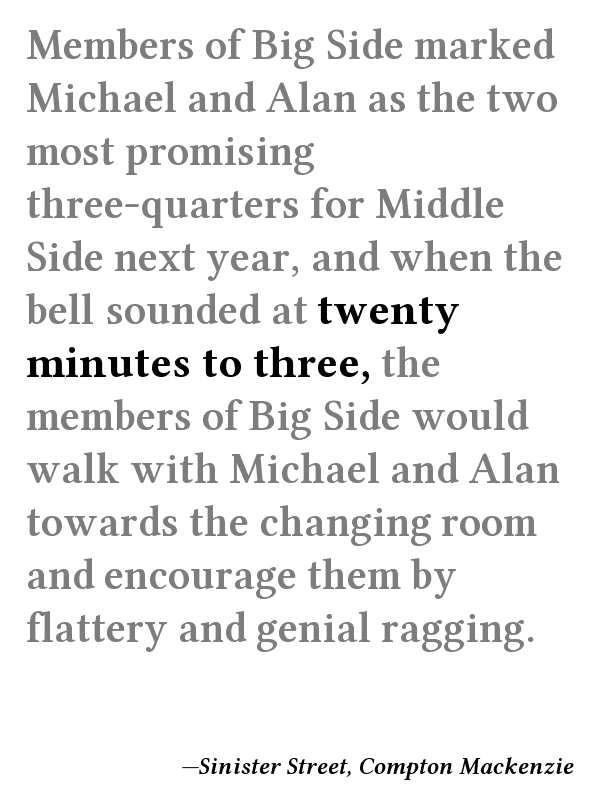 Members of Big Side marked
Michael and Alan as the two
most promising
three-quarters for Middle
Side next year, and when the
bell sounded at twenty
minutes to three, the
members of Big Side would
walk with Michael and Alan
towards the changing room
and encourage them by
flattery and genial ragging.
—Sinister Street, Compton Mackenzie